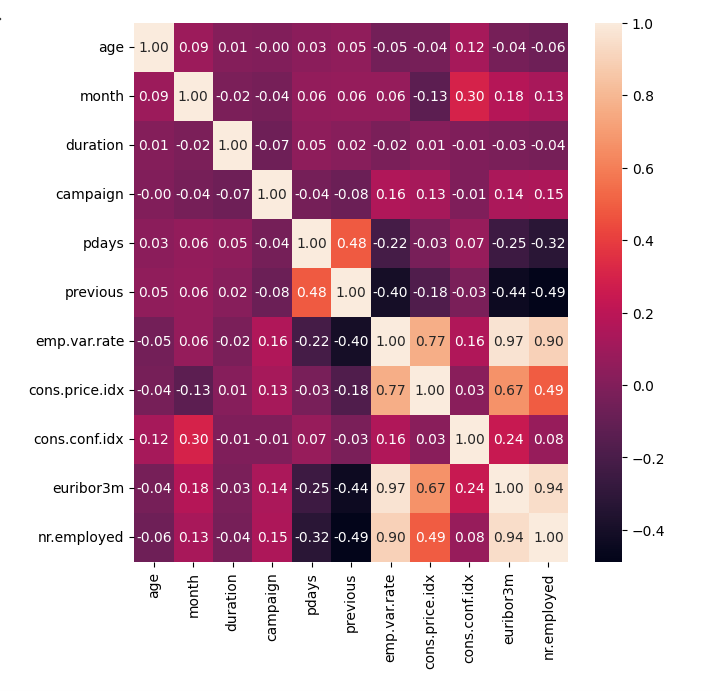 age 1.00 0.09 0.01 -0.00 0.03 0.05 -0.05 -0.04 0.12 -0.04 -0.06
month 0.09 1.00 -0.02 -0.04 0.06 0.06 0.06 -0.13 0.30 0.18 0.13
duration 0.01 -0.02 1.00 -0.07 0.05 0.02 -0.02 0.01 -0.01 -0.03 -0.04
campaign -0.00 -0.04 -0.07 1.00 -0.04 -0.08 0.16 0.13 -0.01 0.14 0.15
pdays 0.03 0.06 0.05 -0.04 1.00 0.48 -0.22 -0.03 0.07 -0.25 -0.32
previous 0.05 0.06 0.02 -0.08 0.48 1.00 -0.40 -0.18 -0.03 -0.44 -0.49
emp.var.rate -0.05 0.06 -0.02 0.16 -0.22 -0.40 1.00 0.77 0.16 0.97 0.90
cons.price.idx -0.04 -0.13 0.01 0.13 -0.03 -0.18 0.77 1.00 0.03 0.67 0.49
cons.conf.idx 0.12 0.30 -0.01 -0.01 0.07 -0.03 0.16 0.03 1.00 0.24 0.08
euribor3m -0.04 0.18 -0.03 0.14 -0.25 -0.44 0.97 0.67 0.24 1.00 0.94
nr.employed -0.06 0.13 -0.04 0.15 -0.32 -0.49 0.90 0.49 0.08 0.94 1.00
age
month
duration
campaign
pdays
previous
emp.var.rate
cons.price.idx
cons.conf.idx
euribor3m
nr.employed
1.0
0.8
0.6
0.4
0.2
0.0
−0.2
−0.4